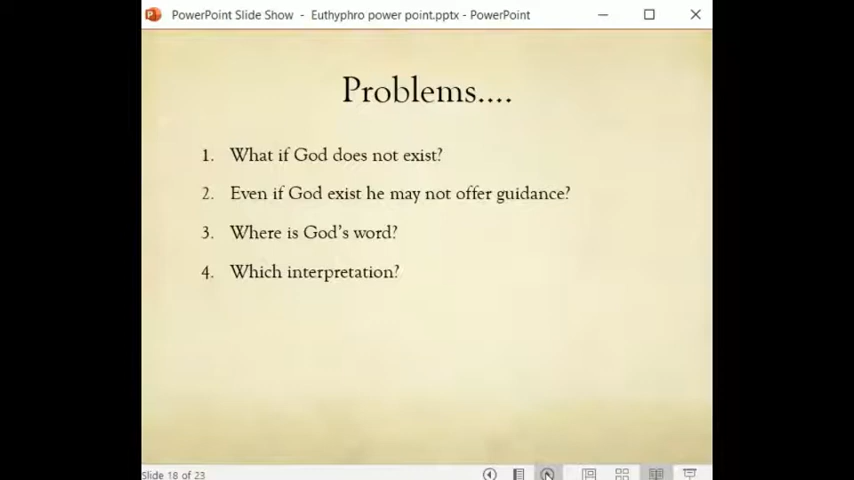 PowerPoint Slide Show - Euthyphro power point.pptx - PowerPoint
Problems....
1. What if God does not exist?
2. Even if God exist he may not offer guidance?
3. Where is God's word?
4. Which interpretation?
Slide 18 of 23